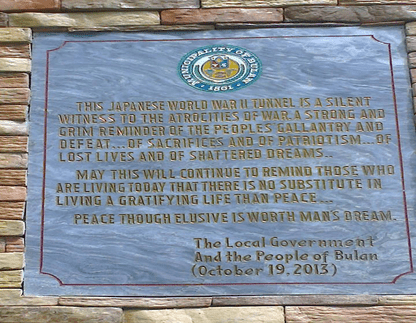 MUNICIPALITY OF BULAN
1801
THIS JAPANESE WORLD WAR II TUNNEL IS A SILENT
WITNESS TO THE ATROCITIES OF WAR. A STRONG AND
GRIM REMINDER OF THE PEOPLES GALLANTRY AND
DEFEAT... OF SACRIFICES AND OF PATRIOTISM... OF
LOST LIVES AND OF SHATTERED DREAMS..
MAY THIS WILL CONTINUE TO REMIND THOSE WHO
ARE LIVING TODAY THAT THERE IS NO SUBSTITUTE IN
LIVING A GRATIFYING LIFE THAN PEACE...
PEACE THOUGH ELUSIVE IS WORTH MAN'S DREAM.
The Local Government
And the People of Bulan
(October 19, 2013)